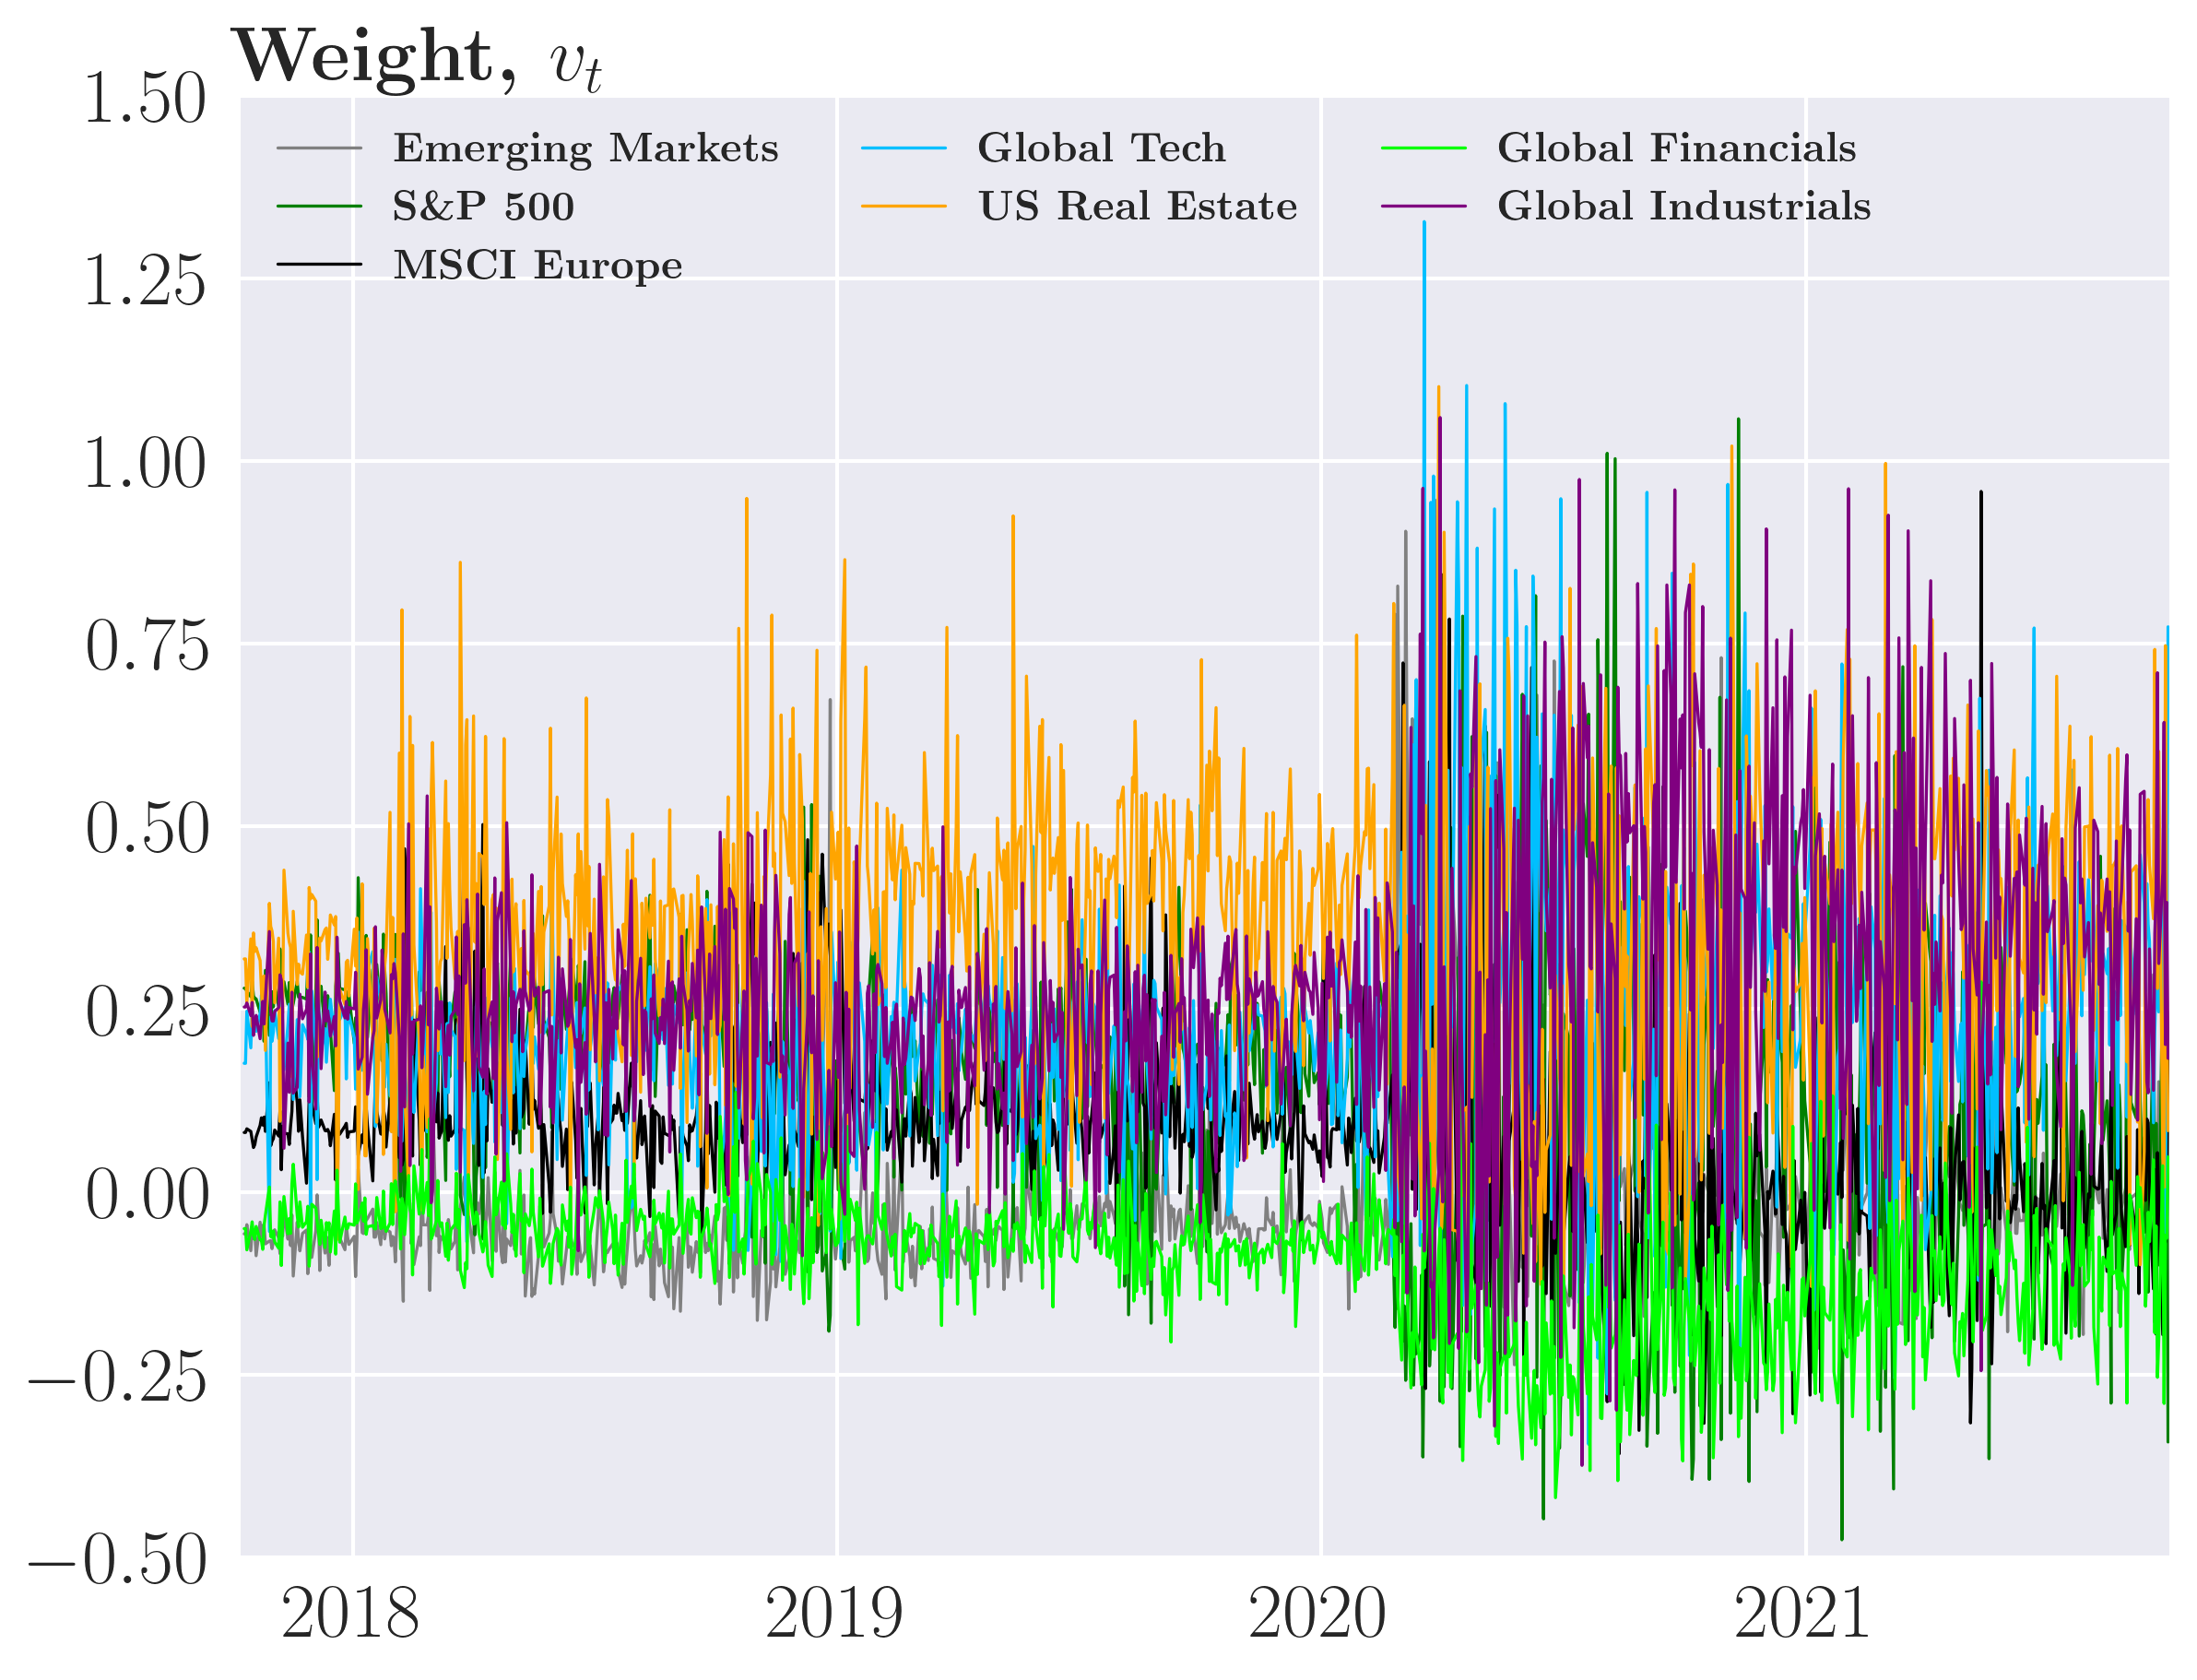 Weight, v_t
1.50
1.25
1.00
0.75
0.50
0.25
0.00
−0.25
−0.50
Emerging Markets
S&P 500
MSCI Europe
Global Tech
US Real Estate
Global Financials
Global Industrials
2018 2019 2020 2021